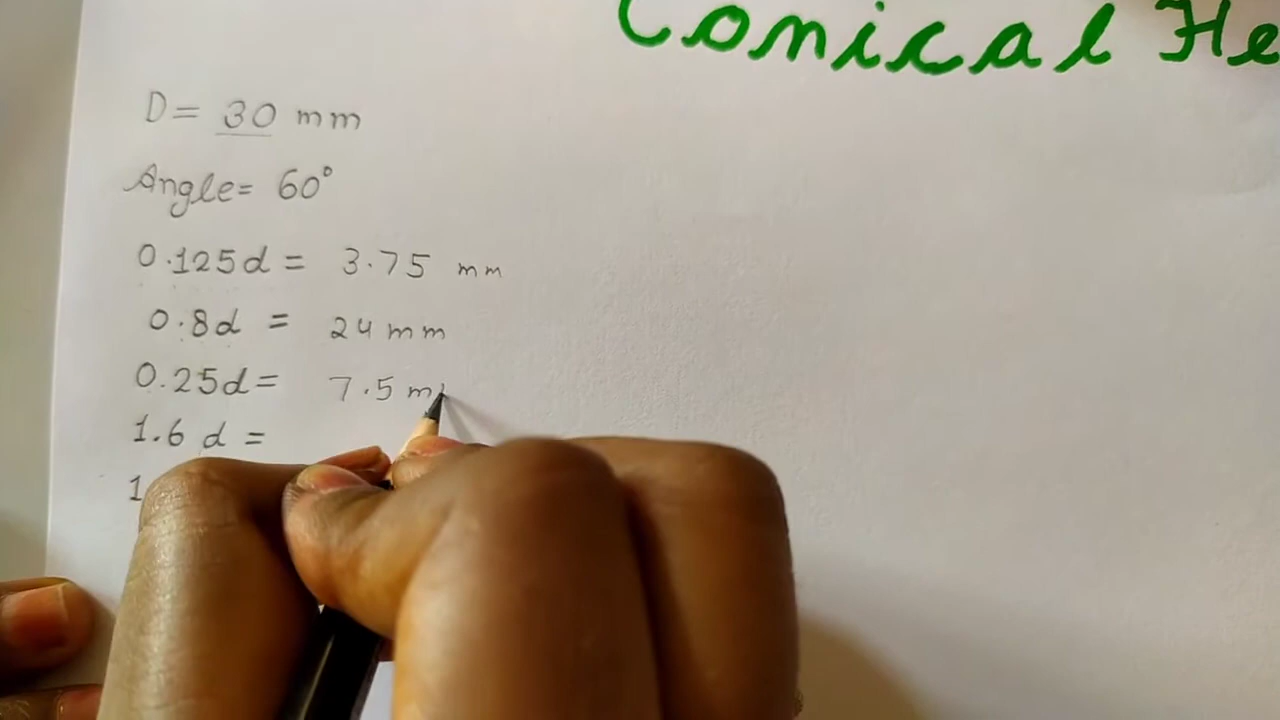 Conical He
D = 30 mm
Angle = 60°
0.125d = 3.75 mm
0.8d = 24 mm
0.25d = 7.5 m
1.6 d =
1